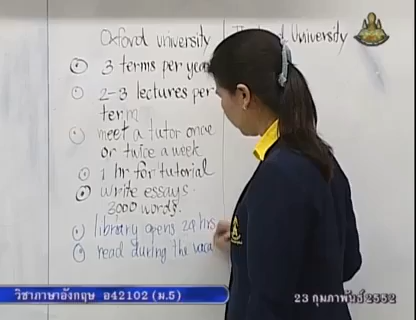 Oxford university
University
3 terms per year
2-3 lectures per
term
meet a tutor once
or twice a week
1 hr for tutorial
write essays.
3000 words.
library opens 24 hrs
read during the vaca
วิชาภาษาอังกฤษ อ42102 (ม.5)
23 กุมภาพันธ์ 2552